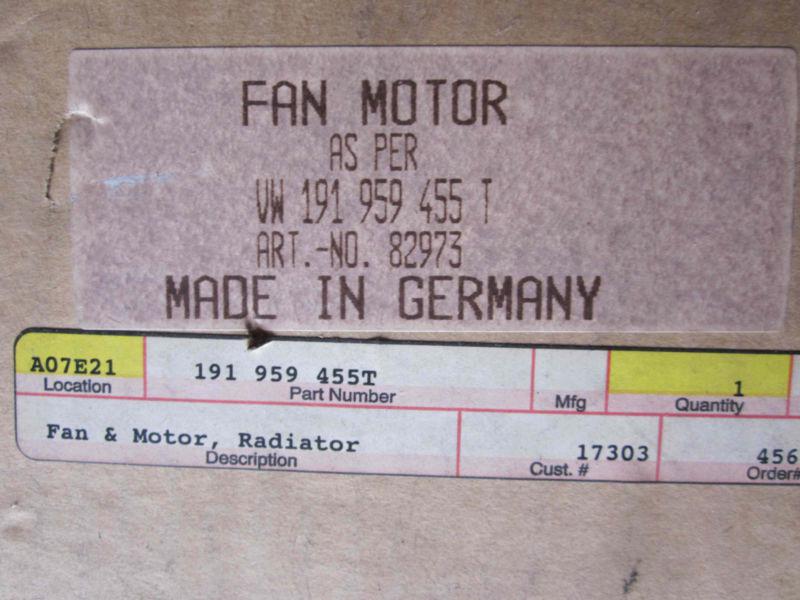 FAN MOTOR
AS PER
VW 191 959 455 T
ART.-NO. 82973
MADE IN GERMANY
A07E21 191 959 455T 1
Location Part Number Mfg Quantity
Fan & Motor, Radiator 17303 456
Description Cust. # Order#